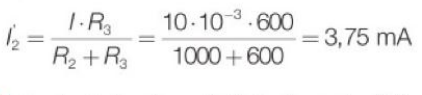 I'₂ = I·R₃ / (R₂ + R₃) = 10·10⁻³·600 / (1000 + 600) = 3,75 mA